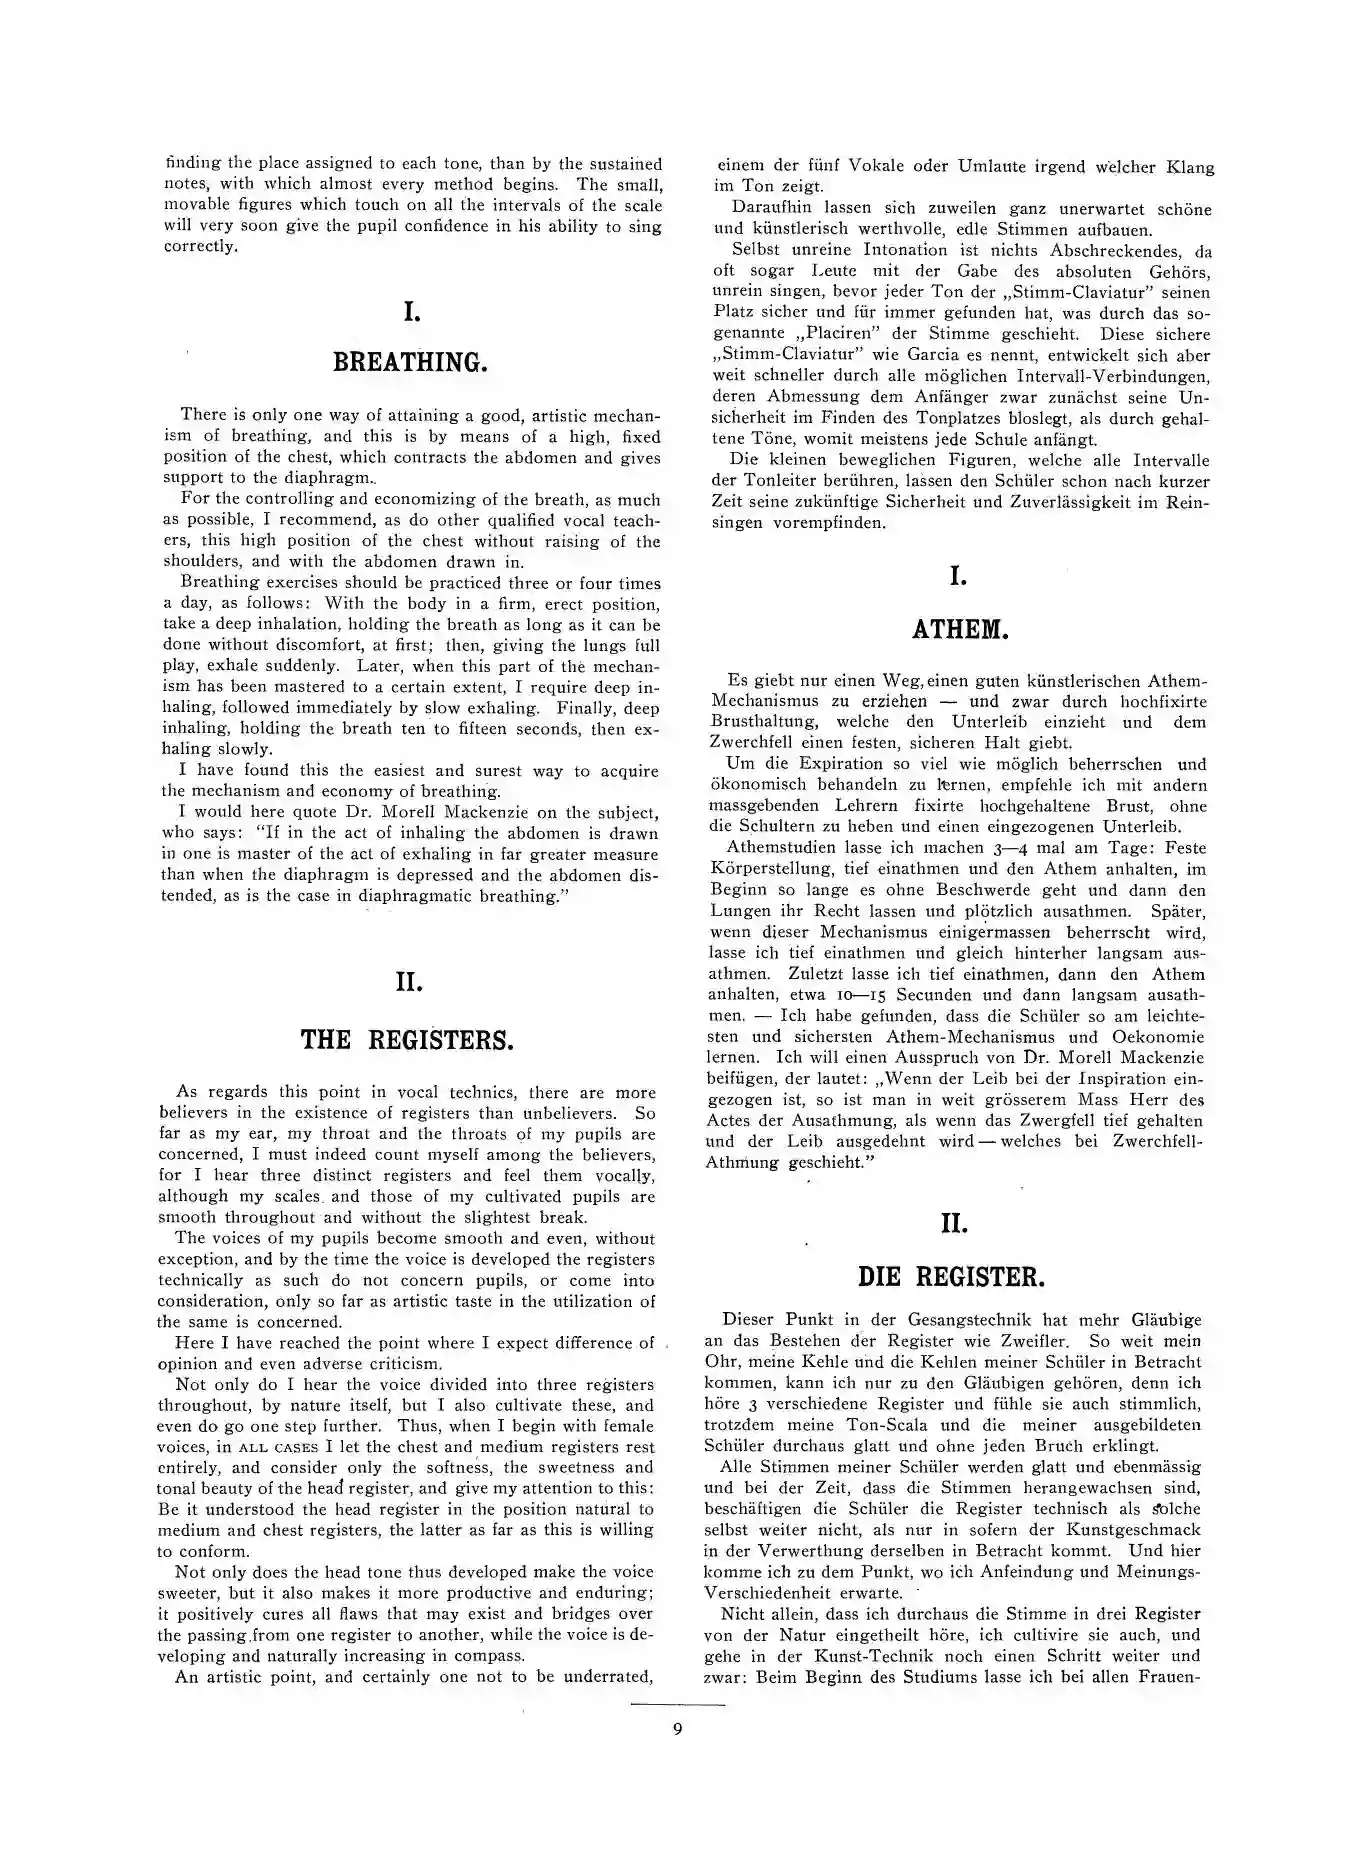 finding the place assigned to each tone, than by the sustained
notes, with which almost every method begins. The small,
movable figures which touch on all the intervals of the scale
will very soon give the pupil confidence in his ability to sing
correctly.
I.
BREATHING.
There is only one way of attaining a good, artistic mechan-
ism of breathing, and this is by means of a high, fixed
position of the chest, which contracts the abdomen and gives
support to the diaphragm..
For the controlling and economizing of the breath, as much
as possible, I recommend, as do other qualified vocal teach-
ers, this high position of the chest without raising of the
shoulders, and with the abdomen drawn in.
Breathing exercises should be practiced three or four times
a day, as follows: With the body in a firm, erect position,
take a deep inhalation, holding the breath as long as it can be
done without discomfort, at first; then, giving the lungs full
play, exhale suddenly. Later, when this part of the mechan-
ism has been mastered to a certain extent, I require deep in-
haling, followed immediately by slow exhaling. Finally, deep
inhaling, holding the breath ten to fifteen seconds, then ex-
haling slowly.
I have found this the easiest and surest way to acquire
the mechanism and economy of breathing.
I would here quote Dr. Morell Mackenzie on the subject,
who says: "If in the act of inhaling the abdomen is drawn
in one is master of the act of exhaling in far greater measure
than when the diaphragm is depressed and the abdomen dis-
tended, as is the case in diaphragmatic breathing."
II.
THE REGISTERS.
As regards this point in vocal technics, there are more
believers in the existence of registers than unbelievers. So
far as my ear, my throat and the throats of my pupils are
concerned, I must indeed count myself among the believers,
for I hear three distinct registers and feel them vocally,
although my scales and those of my cultivated pupils are
smooth throughout and without the slightest break.
The voices of my pupils become smooth and even, without
exception, and by the time the voice is developed the registers
technically as such do not concern pupils, or come into
consideration, only so far as artistic taste in the utilization of
the same is concerned.
Here I have reached the point where I expect difference of
opinion and even adverse criticism.
Not only do I hear the voice divided into three registers
throughout, by nature itself, but I also cultivate these, and
even do go one step further. Thus, when I begin with female
voices, in ALL CASES I let the chest and medium registers rest
entirely, and consider only the softness, the sweetness and
tonal beauty of the head register, and give my attention to this:
Be it understood the head register in the position natural to
medium and chest registers, the latter as far as this is willing
to conform.
Not only does the head tone thus developed make the voice
sweeter, but it also makes it more productive and enduring;
it positively cures all flaws that may exist and bridges over
the passing from one register to another, while the voice is de-
veloping and naturally increasing in compass.
An artistic point, and certainly one not to be underrated,
einem der fünf Vokale oder Umlaute irgend welcher Klang
im Ton zeigt.
Daraufhin lassen sich zuweilen ganz unerwartet schöne
und künstlerisch werthvolle, edle Stimmen aufbauen.
Selbst unreine Intonation ist nichts Abschreckendes, da
oft sogar Leute mit der Gabe des absoluten Gehörs,
unrein singen, bevor jeder Ton der „Stimm-Claviatur" seinen
Platz sicher und für immer gefunden hat, was durch das so-
genannte „Placiren" der Stimme geschieht. Diese sichere
„Stimm-Claviatur" wie Garcia es nennt, entwickelt sich aber
weit schneller durch alle möglichen Intervall-Verbindungen,
deren Abmessung dem Anfänger zwar zunächst seine Un-
sicherheit im Finden des Tonplatzes bloslegt, als durch gehal-
tene Töne, womit meistens jede Schule anfängt.
Die kleinen beweglichen Figuren, welche alle Intervalle
der Tonleiter berühren, lassen den Schüler schon nach kurzer
Zeit seine zukünftige Sicherheit und Zuverlässigkeit im Rein-
singen vorempfinden.
I.
ATHEM.
Es giebt nur einen Weg, einen guten künstlerischen Athem-
Mechanismus zu erziehen — und zwar durch hochfixirte
Brusthaltung, welche den Unterleib einzieht und dem
Zwerchfell einen festen, sicheren Halt giebt.
Um die Expiration so viel wie möglich beherrschen und
ökonomisch behandeln zu lernen, empfehle ich mit andern
massgebenden Lehrern fixirte hochgehaltene Brust, ohne
die Schultern zu heben und einen eingezogenen Unterleib.
Athemstudien lasse ich machen 3—4 mal am Tage: Feste
Körperstellung, tief einathmen und den Athem anhalten, im
Beginn so lange es ohne Beschwerde geht und dann den
Lungen ihr Recht lassen und plötzlich ausathmen. Später,
wenn dieser Mechanismus einigermassen beherrscht wird,
lasse ich tief einathmen und gleich hinterher langsam aus-
athmen. Zuletzt lasse ich tief einathmen, dann den Athem
anhalten, etwa 10—15 Secunden und dann langsam ausath-
men. — Ich habe gefunden, dass die Schüler so am leichte-
sten und sichersten Athem-Mechanismus und Oekonomie
lernen. Ich will einen Ausspruch von Dr. Morell Mackenzie
beifügen, der lautet: „Wenn der Leib bei der Inspiration ein-
gezogen ist, so ist man in weit grösserem Mass Herr des
Actes der Ausathmung, als wenn das Zwergfell tief gehalten
und der Leib ausgedehnt wird — welches bei Zwerchfell-
Athmung geschieht."
II.
DIE REGISTER.
Dieser Punkt in der Gesangstechnik hat mehr Gläubige
an das Bestehen der Register wie Zweifler. So weit mein
Ohr, meine Kehle und die Kehlen meiner Schüler in Betracht
kommen, kann ich nur zu den Gläubigen gehören, denn ich
höre 3 verschiedene Register und fühle sie auch stimmlich,
trotzdem meine Ton-Scala und die meiner ausgebildeten
Schüler durchaus glatt und ohne jeden Bruch erklingt.
Alle Stimmen meiner Schüler werden glatt und ebenmässig
und bei der Zeit, dass die Stimmen herangewachsen sind,
beschäftigen die Schüler die Register technisch als solche
selbst weiter nicht, als nur in sofern der Kunstgeschmack
in der Verwerthung derselben in Betracht kommt. Und hier
komme ich zu dem Punkt, wo ich Anfeindung und Meinungs-
Verschiedenheit erwarte.
Nicht allein, dass ich durchaus die Stimme in drei Register
von der Natur eingetheilt höre, ich cultivire sie auch, und
gehe in der Kunst-Technik noch einen Schritt weiter und
zwar: Beim Beginn des Studiums lasse ich bei allen Frauen-
9